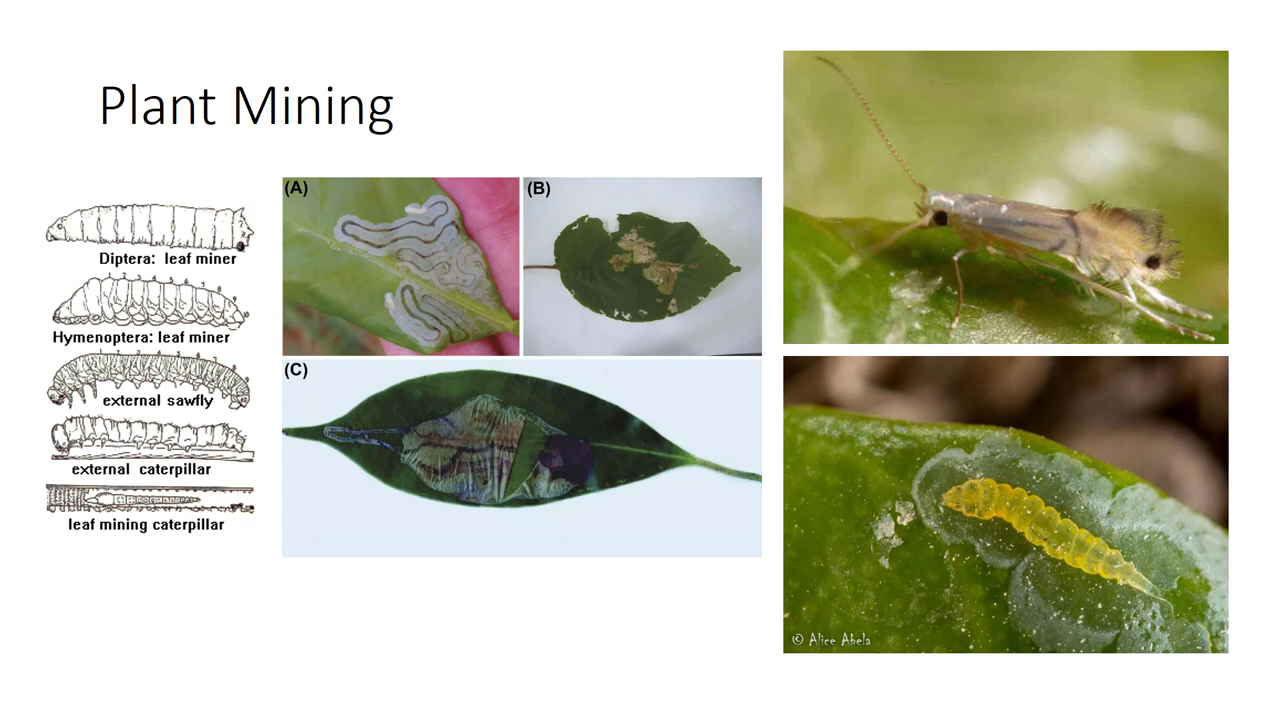 Plant Mining
Diptera: leaf miner
Hymenoptera: leaf miner
external sawfly
external caterpillar
leaf mining caterpillar
(A)
(B)
(C)
© Alice Abela